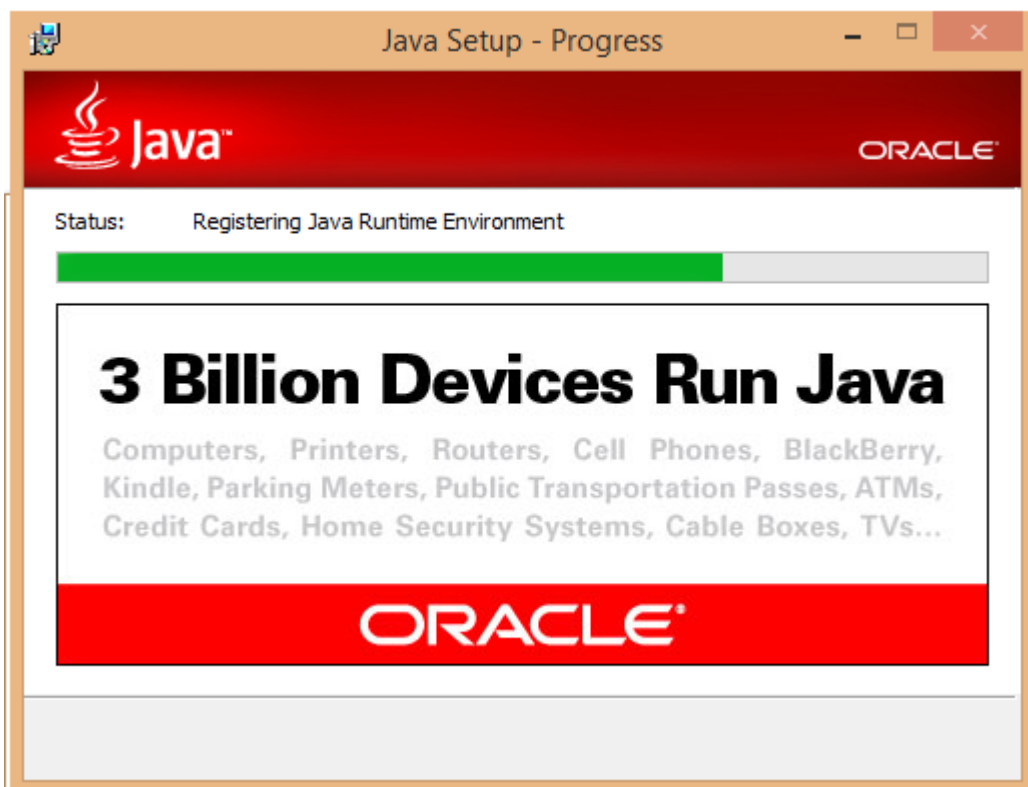 Java Setup - Progress
Java™
ORACLE®
Status: Registering Java Runtime Environment
3 Billion Devices Run Java
Computers, Printers, Routers, Cell Phones, BlackBerry,
Kindle, Parking Meters, Public Transportation Passes, ATMs,
Credit Cards, Home Security Systems, Cable Boxes, TVs...
ORACLE®